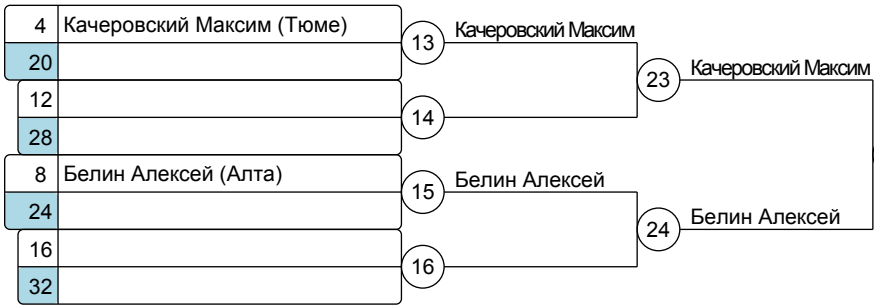 4 Качеровский Максим (Тюме)
13 Качеровский Максим
20
23 Качеровский Максим
12
14
28
8 Белин Алексей (Алта)
15 Белин Алексей
24
24 Белин Алексей
16
16
32